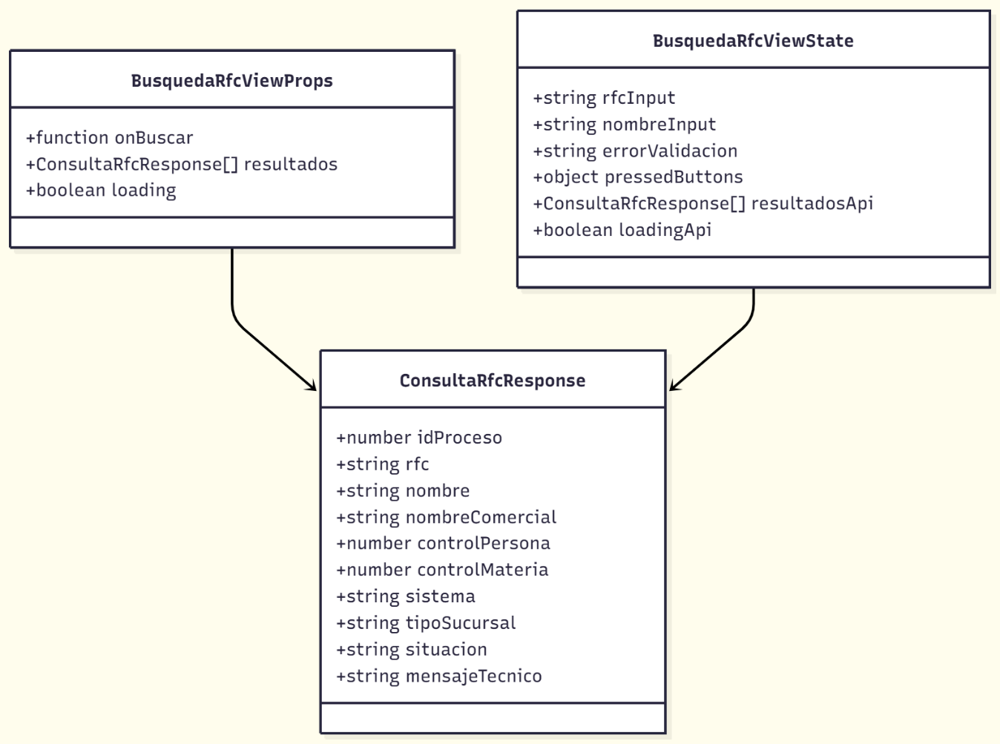 BusquedaRfcViewProps
+function onBuscar
+ConsultaRfcResponse[] resultados
+boolean loading
BusquedaRfcViewState
+string rfcInput
+string nombreInput
+string errorValidacion
+object pressedButtons
+ConsultaRfcResponse[] resultadosApi
+boolean loadingApi
ConsultaRfcResponse
+number idProceso
+string rfc
+string nombre
+string nombreComercial
+number controlPersona
+number controlMateria
+string sistema
+string tipoSucursal
+string situacion
+string mensajeTecnico